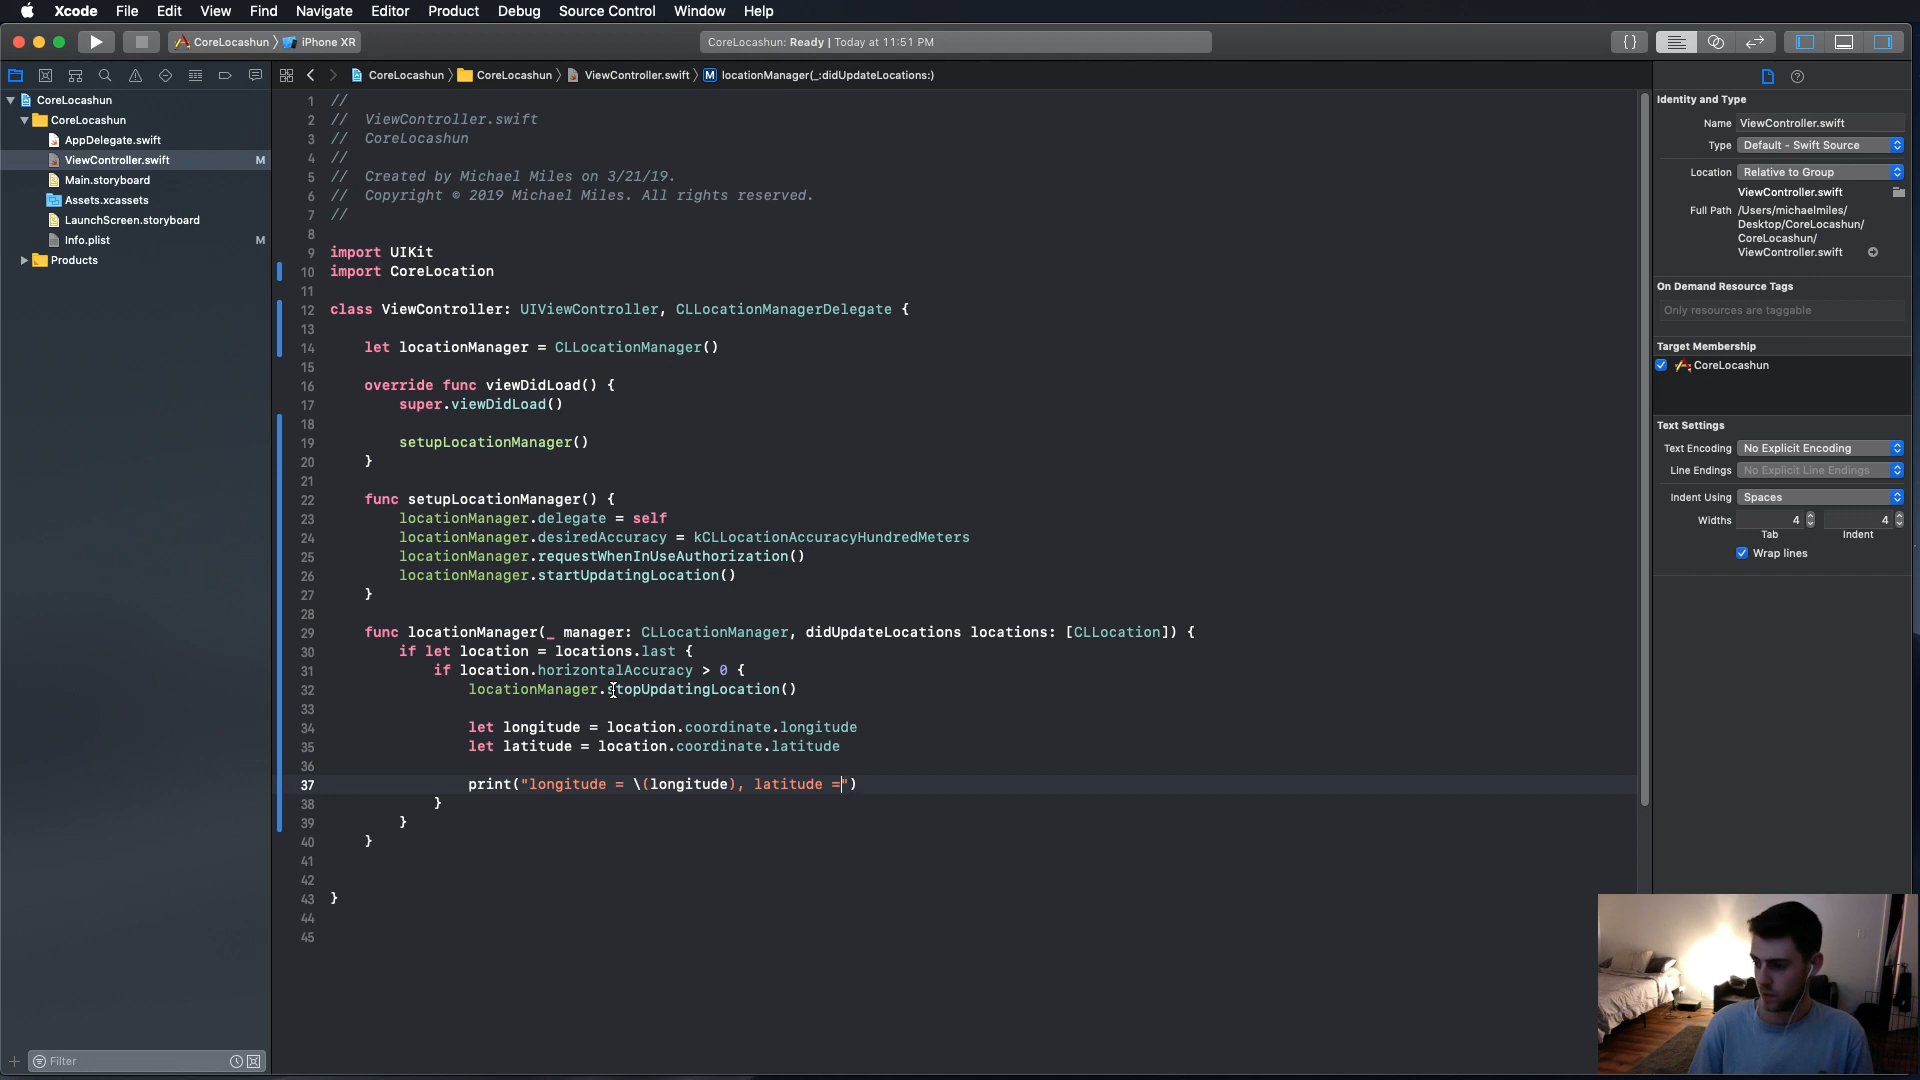 Xcode File Edit View Find Navigate Editor Product Debug Source Control Window Help
CoreLocashun iPhone XR
CoreLocashun: Ready | Today at 11:51 PM
CoreLocashun CoreLocashun ViewController.swift M locationManager(_:didUpdateLocations:)
CoreLocashun
CoreLocashun
AppDelegate.swift
ViewController.swift M
Main.storyboard
Assets.xcassets
LaunchScreen.storyboard
Info.plist M
Products
Filter
1 //
2 // ViewController.swift
3 // CoreLocashun
4 //
5 // Created by Michael Miles on 3/21/19.
6 // Copyright © 2019 Michael Miles. All rights reserved.
7 //
8
9 import UIKit
10 import CoreLocation
11
12 class ViewController: UIViewController, CLLocationManagerDelegate {
13
14 let locationManager = CLLocationManager()
15
16 override func viewDidLoad() {
17 super.viewDidLoad()
18
19 setupLocationManager()
20 }
21
22 func setupLocationManager() {
23 locationManager.delegate = self
24 locationManager.desiredAccuracy = kCLLocationAccuracyHundredMeters
25 locationManager.requestWhenInUseAuthorization()
26 locationManager.startUpdatingLocation()
27 }
28
29 func locationManager(_ manager: CLLocationManager, didUpdateLocations locations: [CLLocation]) {
30 if let location = locations.last {
31 if location.horizontalAccuracy > 0 {
32 locationManager.stopUpdatingLocation()
33
34 let longitude = location.coordinate.longitude
35 let latitude = location.coordinate.latitude
36
37 print("longitude = \(longitude), latitude =")
38 }
39 }
40 }
41
42
43 }
44
45
Identity and Type
Name ViewController.swift
Type Default - Swift Source
Location Relative to Group
ViewController.swift
Full Path /Users/michaelmiles/
Desktop/CoreLocashun/
CoreLocashun/
ViewController.swift
On Demand Resource Tags
Only resources are taggable
Target Membership
CoreLocashun
Text Settings
Text Encoding No Explicit Encoding
Line Endings No Explicit Line Endings
Indent Using Spaces
Widths 4 4
Tab Indent
Wrap lines